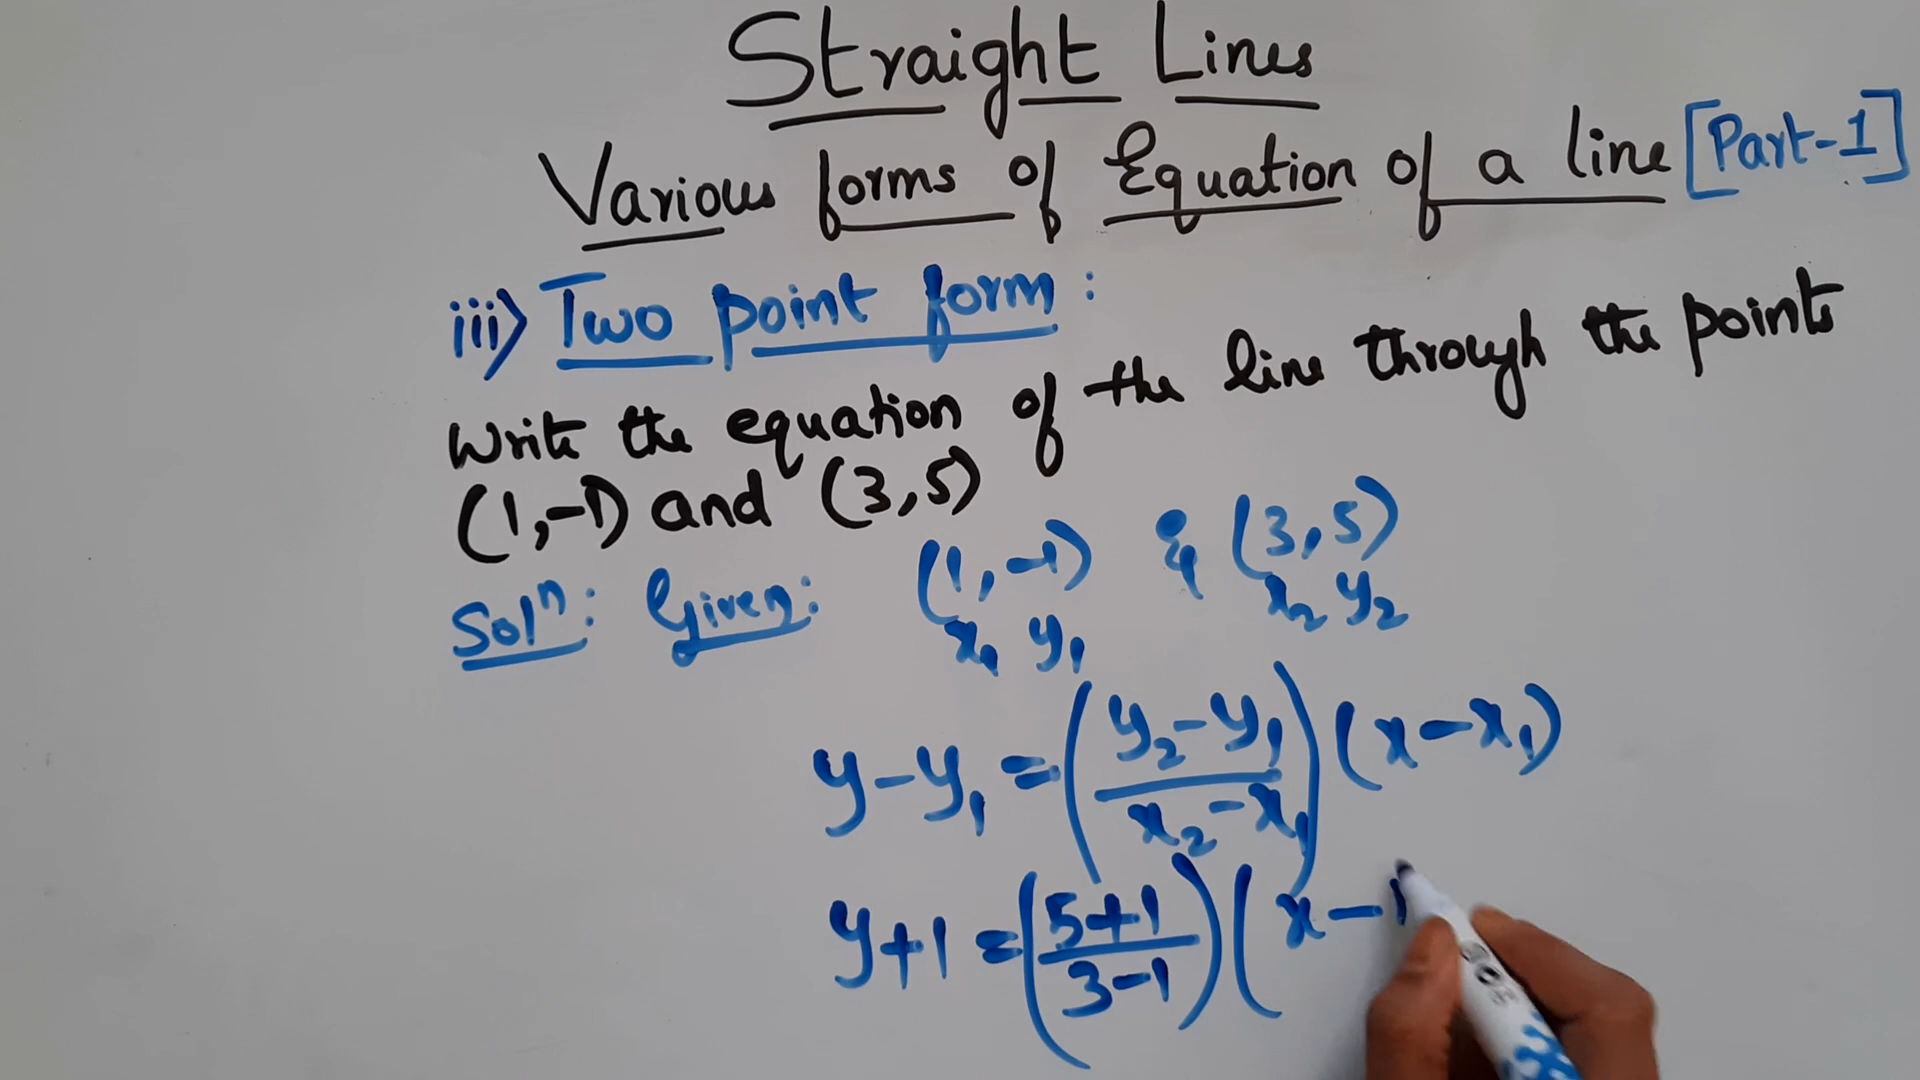 Straight Lines
Various forms of Equation of a line [Part-1]
iii) Two point form:
Write the equation of the line through the points
(1,-1) and (3,5)
Solⁿ: Given: (1,-1) & (3,5)
x₁ y₁ x₂ y₂
y-y₁ = (y₂-y₁/x₂-x₁)(x-x₁)
y+1 = (5+1/3-1)(x-1